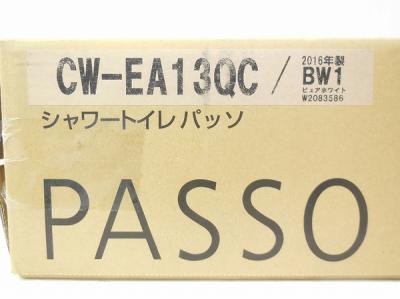 CW-EA13QC / 2016年製
BW1
ピュアホワイト
W2083586
シャワートイレ パッソ
PASSO